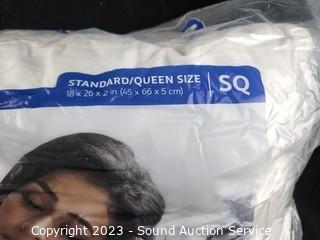 STANDARD/QUEEN SIZE SQ
18 x 26 x 2 in (45 x 66 x 5 cm)
Copyright 2023 - Sound Auction Service